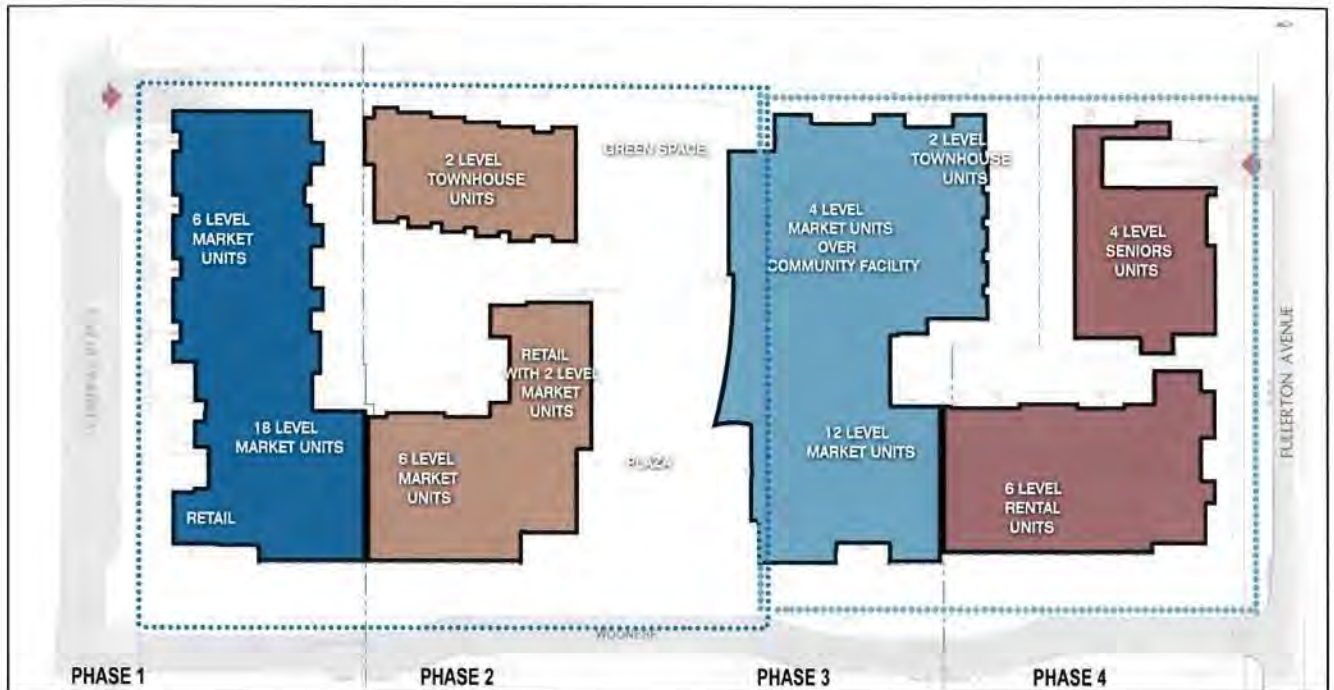 GREEN SPACE
2 LEVEL
TOWNHOUSE
UNITS
2 LEVEL
TOWNHOUSE
UNITS
6 LEVEL
MARKET
UNITS
4 LEVEL
MARKET UNITS
OVER
COMMUNITY FACILITY
4 LEVEL
SENIORS
UNITS
RETAIL
WITH 2 LEVEL
MARKET
UNITS
FULLERTON AVENUE
18 LEVEL
MARKET UNITS
6 LEVEL
MARKET
UNITS
PLAZA
12 LEVEL
MARKET UNITS
6 LEVEL
RENTAL
UNITS
RETAIL
WOONERF
PHASE 1
PHASE 2
PHASE 3
PHASE 4